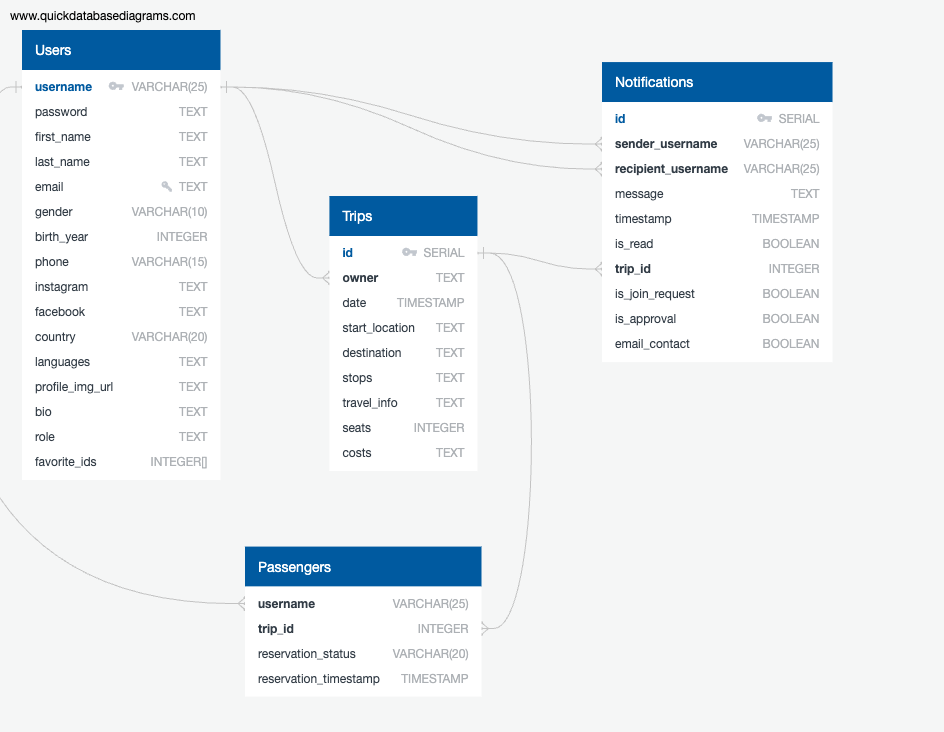 www.quickdatabasediagrams.com
Users
username VARCHAR(25)
password TEXT
first_name TEXT
last_name TEXT
email TEXT
gender VARCHAR(10)
birth_year INTEGER
phone VARCHAR(15)
instagram TEXT
facebook TEXT
country VARCHAR(20)
languages TEXT
profile_img_url TEXT
bio TEXT
role TEXT
favorite_ids INTEGER[]
Trips
id SERIAL
owner TEXT
date TIMESTAMP
start_location TEXT
destination TEXT
stops TEXT
travel_info TEXT
seats INTEGER
costs TEXT
Notifications
id SERIAL
sender_username VARCHAR(25)
recipient_username VARCHAR(25)
message TEXT
timestamp TIMESTAMP
is_read BOOLEAN
trip_id INTEGER
is_join_request BOOLEAN
is_approval BOOLEAN
email_contact BOOLEAN
Passengers
username VARCHAR(25)
trip_id INTEGER
reservation_status VARCHAR(20)
reservation_timestamp TIMESTAMP